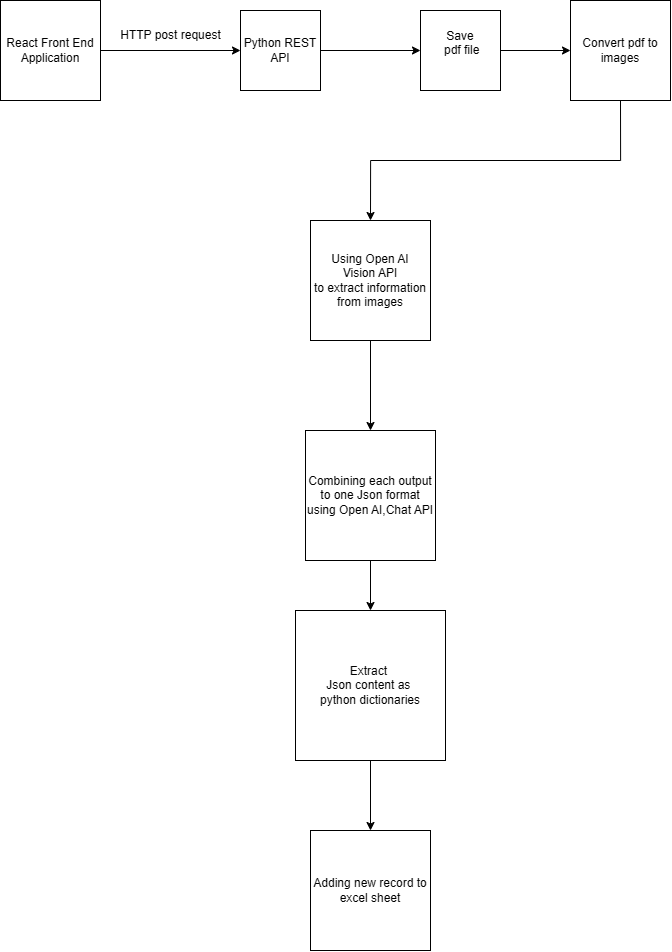 React Front End
Application
HTTP post request
Python REST
API
Save
pdf file
Convert pdf to
images
Using Open AI
Vision API
to extract information
from images
Combining each output
to one Json format
using Open AI,Chat API
Extract
Json content as
python dictionaries
Adding new record to
excel sheet